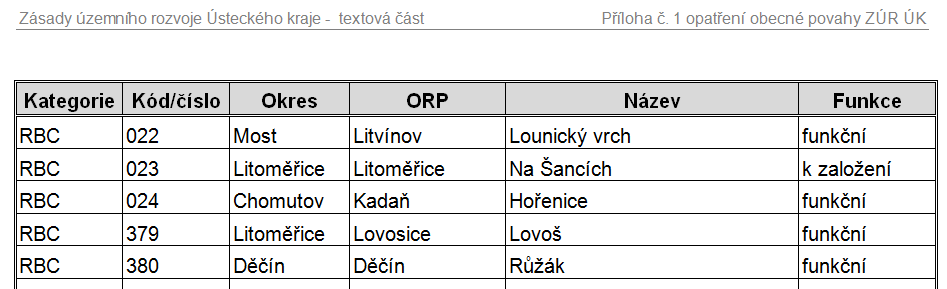 Zásady územního rozvoje Ústeckého kraje - textová část Příloha č. 1 opatření obecné povahy ZÚR ÚK
Kategorie Kód/číslo Okres ORP Název Funkce
RBC 022 Most Litvínov Lounický vrch funkční
RBC 023 Litoměřice Litoměřice Na Šancích k založení
RBC 024 Chomutov Kadaň Hořenice funkční
RBC 379 Litoměřice Lovosice Lovoš funkční
RBC 380 Děčín Děčín Růžák funkční